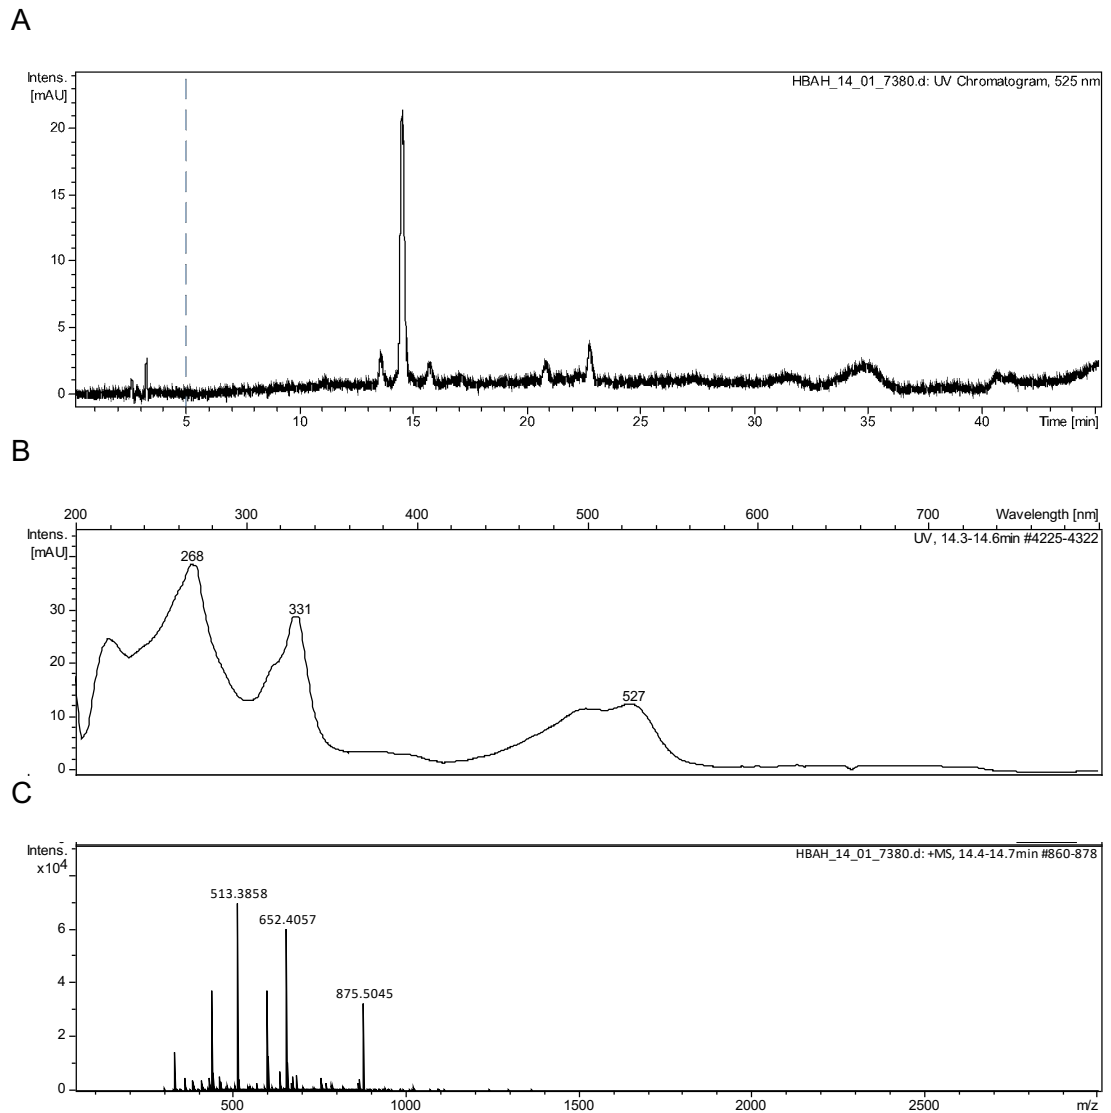 A
Intens.
[mAU]
HBAH_14_01_7380.d: UV Chromatogram, 525 nm
20
15
10
5
0
5 10 15 20 25 30 35 40 Time [min]
B
200 300 400 500 600 700 Wavelength [nm]
Intens.
[mAU]
UV, 14.3-14.6min #4225-4322
268
331
30
20
527
10
0
C
Intens.
x10^4
HBAH_14_01_7380.d: +MS, 14.4-14.7min #860-878
513.3858
652.4057
6
875.5045
4
2
0
500 1000 1500 2000 2500 m/z